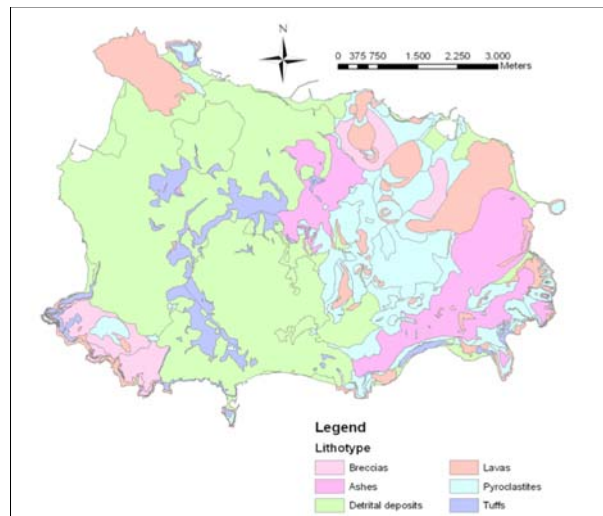 N
0 375 750 1.500 2.250 3.000
Meters
Legend
Lithotype
Breccias
Ashes
Detrital deposits
Lavas
Pyroclastites
Tuffs